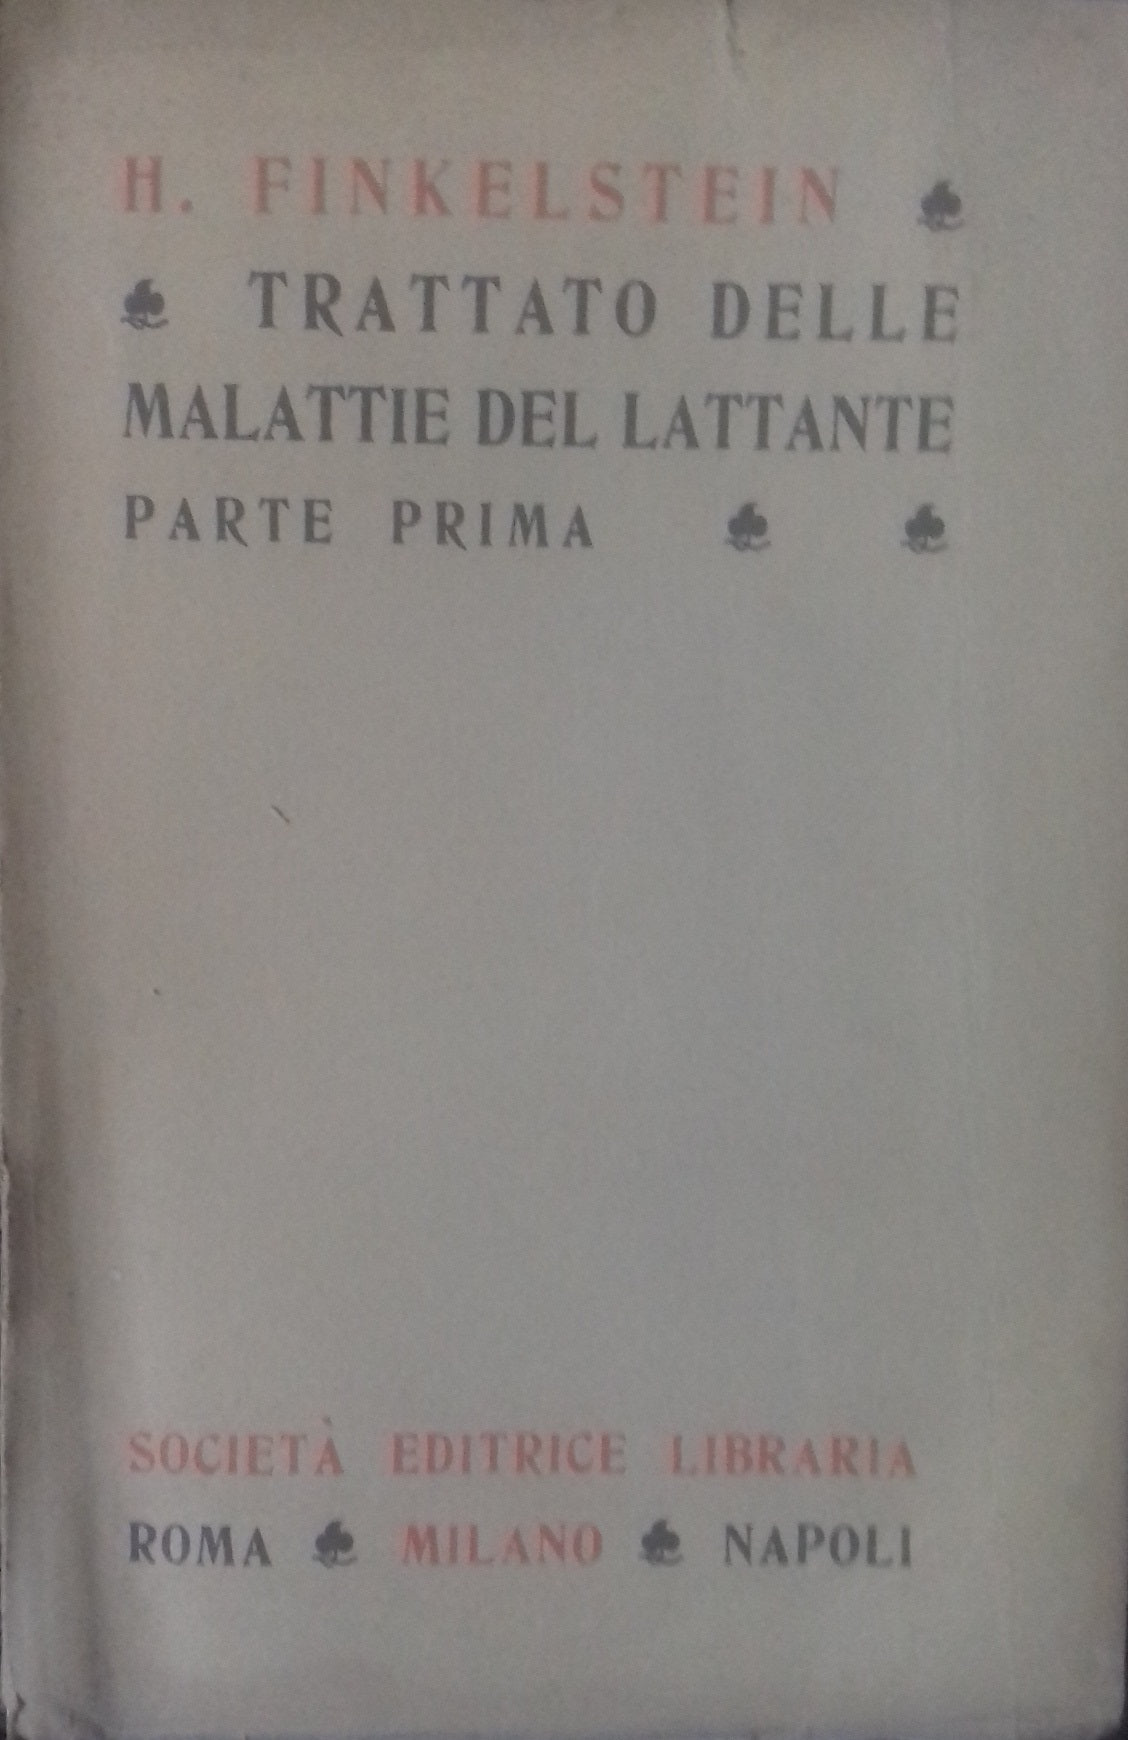 H. FINKELSTEIN
TRATTATO DELLE
MALATTIE DEL LATTANTE
PARTE PRIMA
SOCIETÀ EDITRICE LIBRARIA
ROMA MILANO NAPOLI